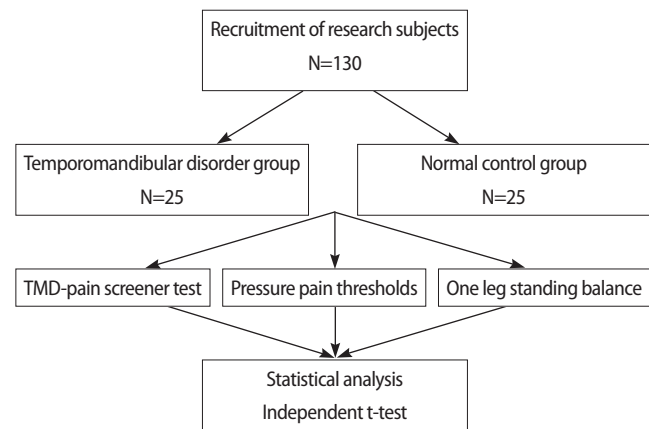 Recruitment of research subjects
N=130
Temporomandibular disorder group
N=25
Normal control group
N=25
TMD-pain screener test
Pressure pain thresholds
One leg standing balance
Statistical analysis
Independent t-test